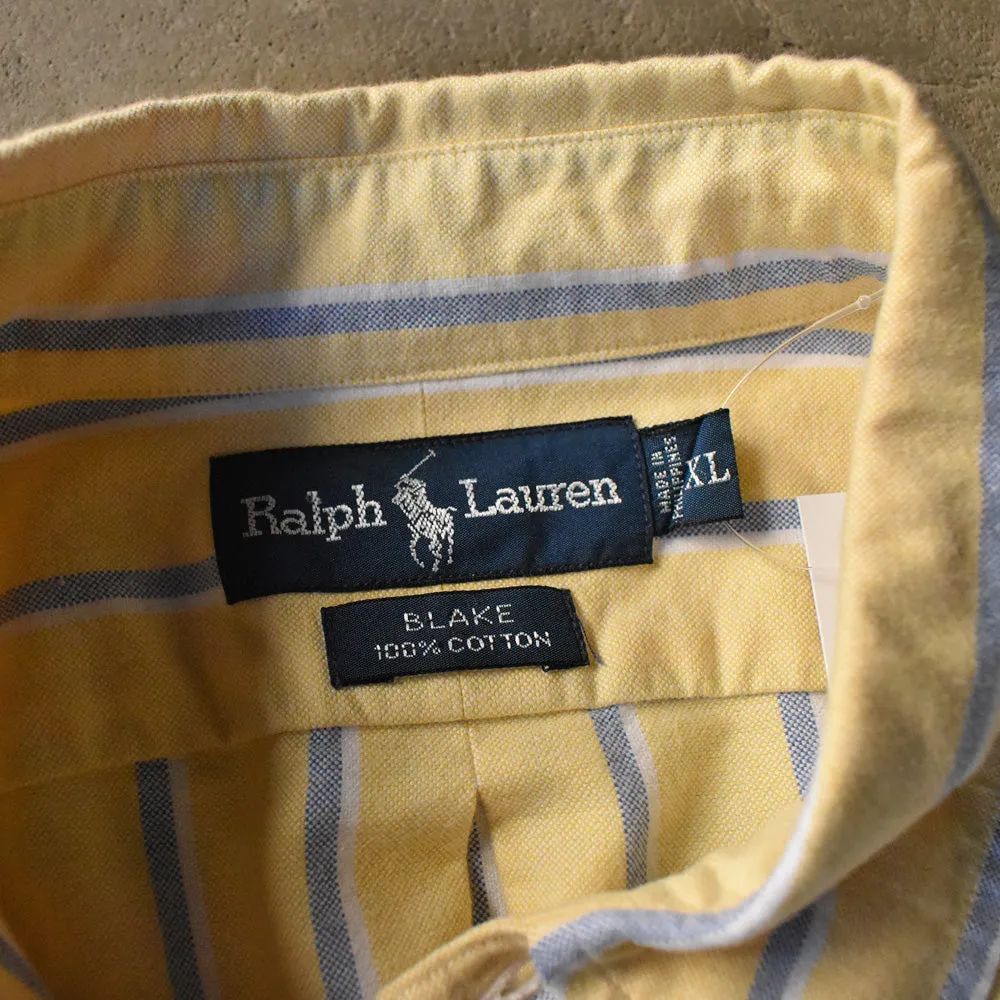 Ralph Lauren
MADE IN
PHILIPPINES
XL
BLAKE
100% COTTON